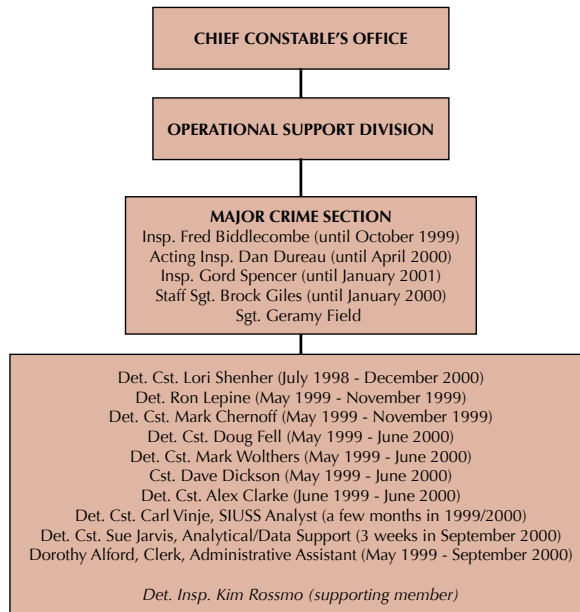 CHIEF CONSTABLE'S OFFICE
OPERATIONAL SUPPORT DIVISION
MAJOR CRIME SECTION
Insp. Fred Biddlecombe (until October 1999)
Acting Insp. Dan Dureau (until April 2000)
Insp. Gord Spencer (until January 2001)
Staff Sgt. Brock Giles (until January 2000)
Sgt. Geramy Field
Det. Cst. Lori Shenher (July 1998 - December 2000)
Det. Ron Lepine (May 1999 - November 1999)
Det. Cst. Mark Chernoff (May 1999 - November 1999)
Det. Cst. Doug Fell (May 1999 - June 2000)
Det. Cst. Mark Wolthers (May 1999 - June 2000)
Cst. Dave Dickson (May 1999 - June 2000)
Det. Cst. Alex Clarke (June 1999 - June 2000)
Det. Cst. Carl Vinje, SIUSS Analyst (a few months in 1999/2000)
Det. Cst. Sue Jarvis, Analytical/Data Support (3 weeks in September 2000)
Dorothy Alford, Clerk, Administrative Assistant (May 1999 - September 2000)
Det. Insp. Kim Rossmo (supporting member)